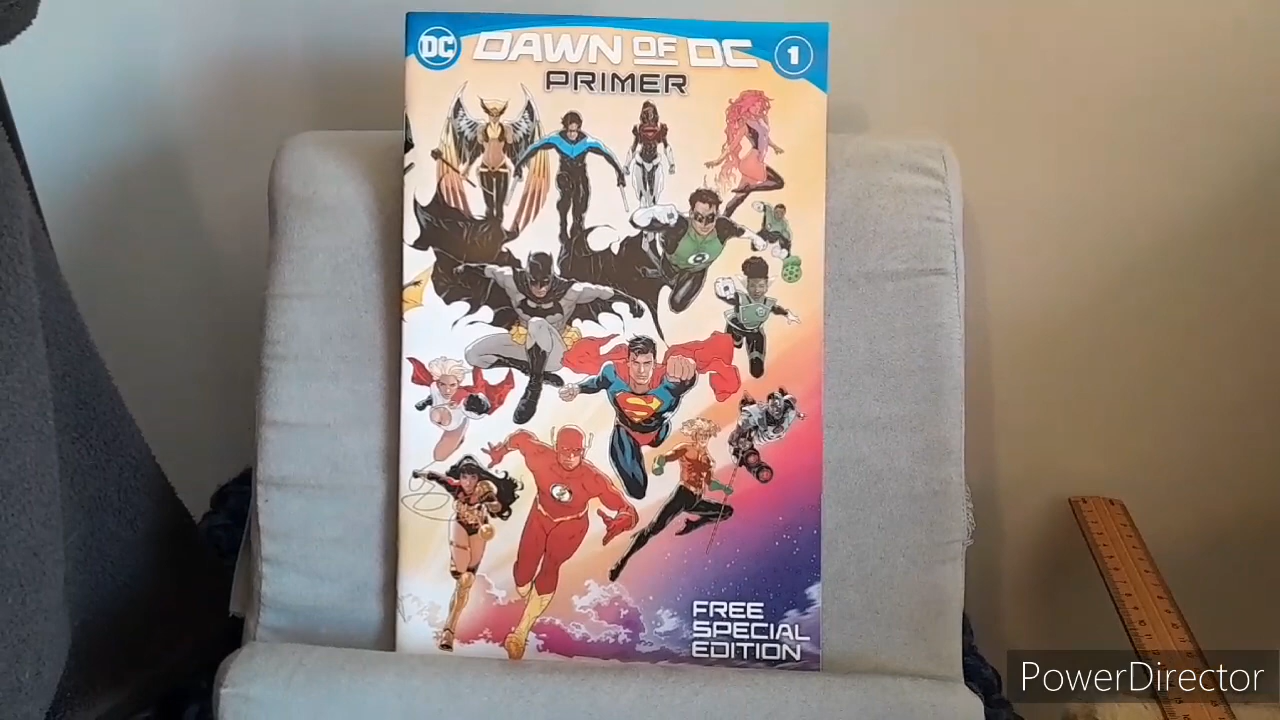 DC
DAWN OF DC
1
PRIMER
FREE
SPECIAL
EDITION
PowerDirector